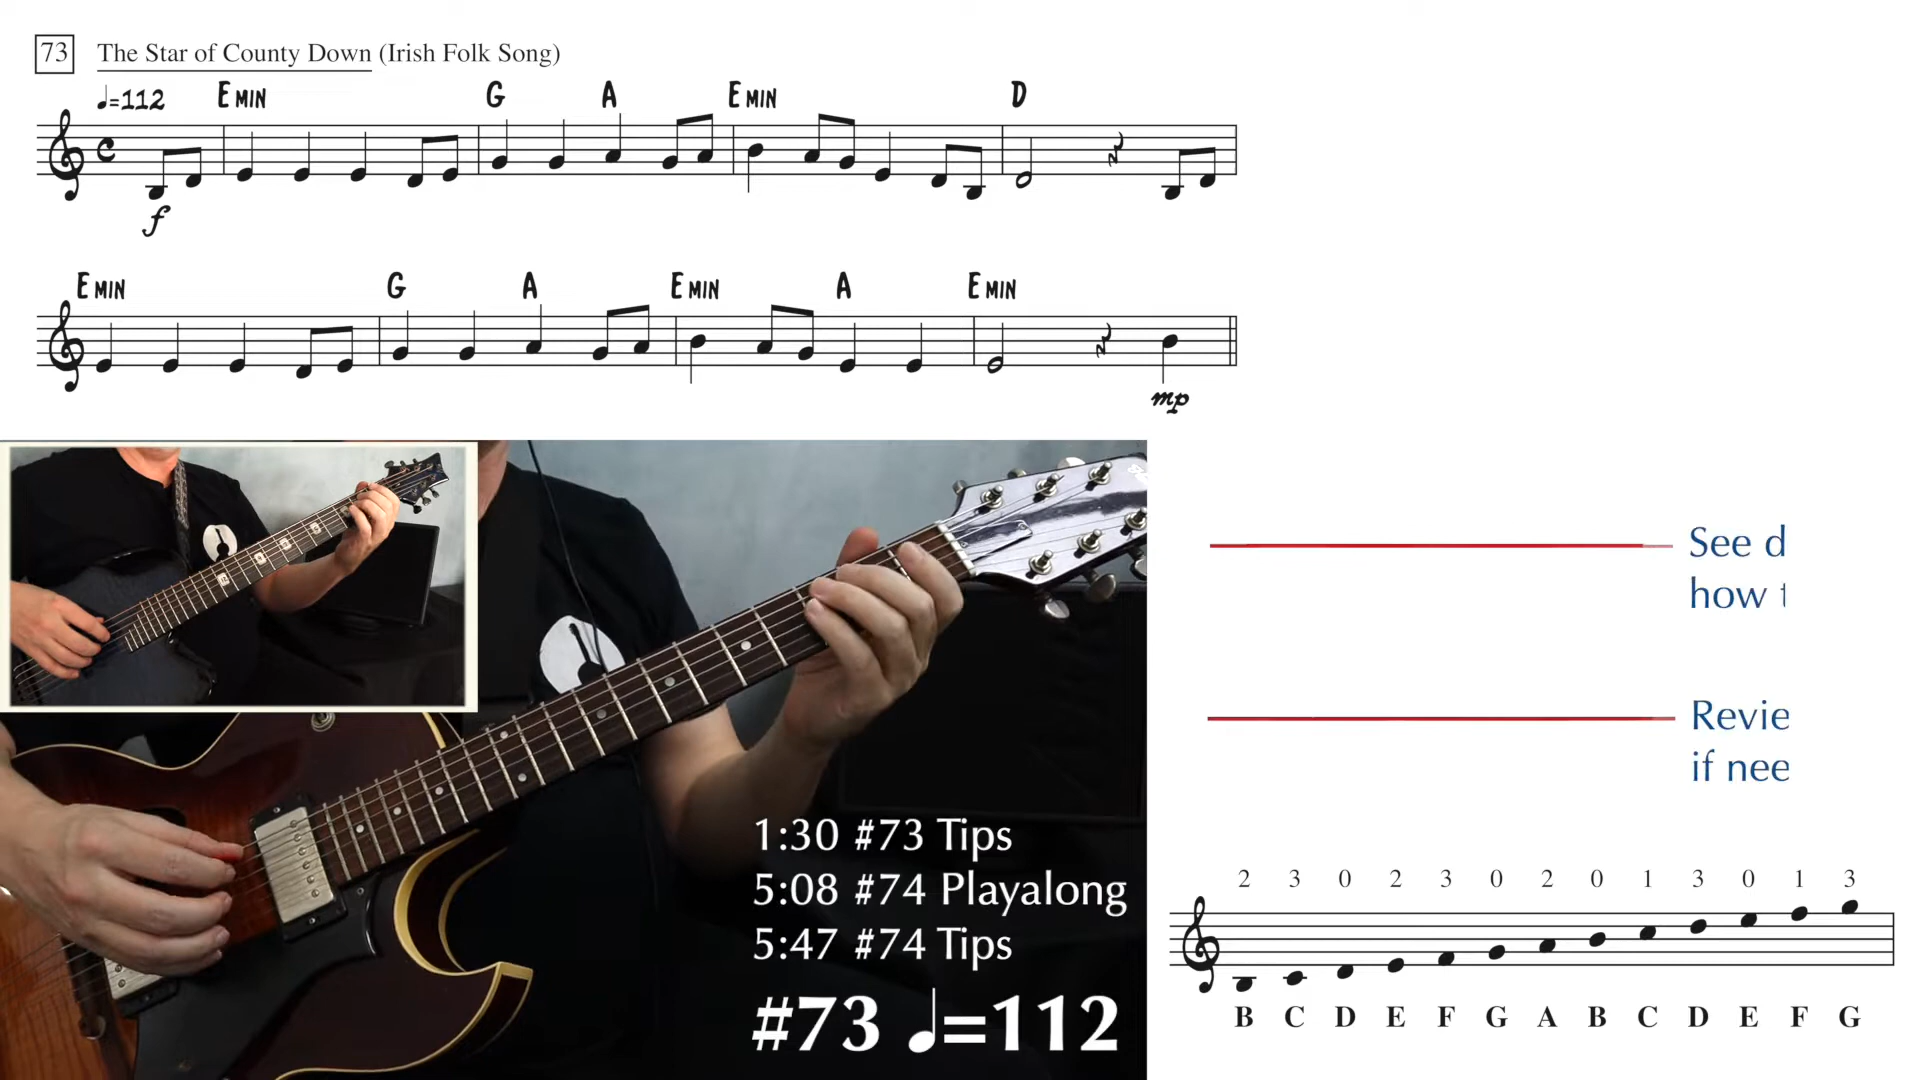 73 The Star of County Down (Irish Folk Song)
♩=112 E MIN G A E MIN D
f
E MIN G A E MIN A E MIN
mp
See d
how t
Revie
if nee
1:30 #73 Tips
5:08 #74 Playalong
5:47 #74 Tips
#73 ♩=112
2 3 0 2 3 0 2 0 1 3 0 1 3
B C D E F G A B C D E F G